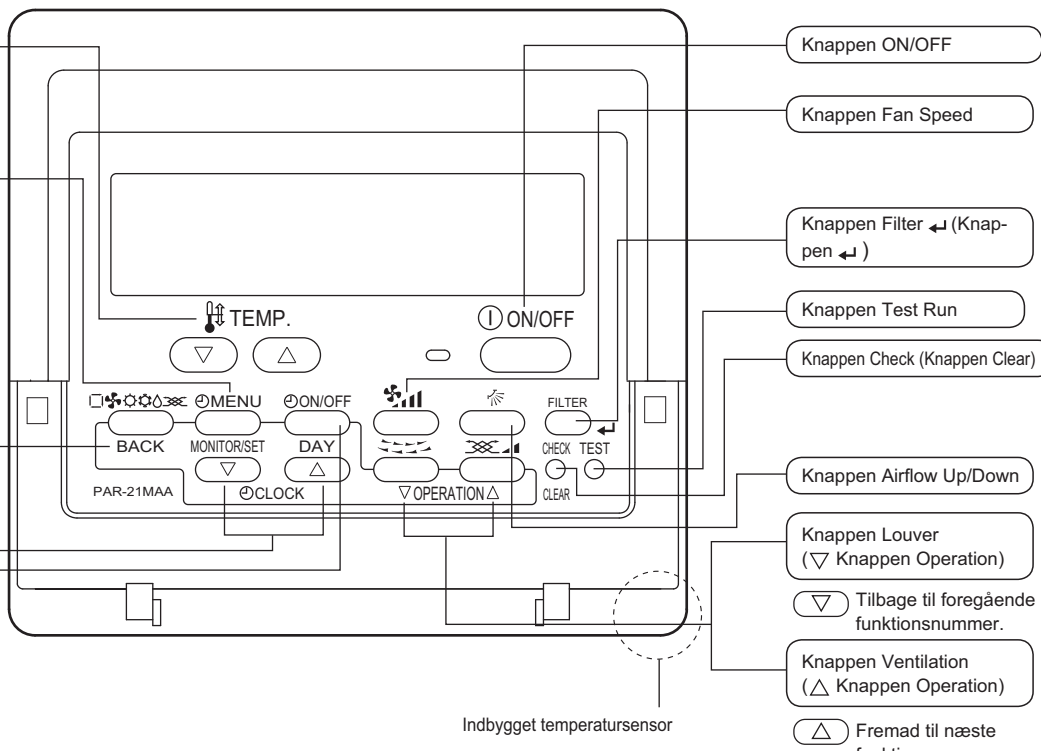 Knappen ON/OFF
Knappen Fan Speed
Knappen Filter ↵ (Knap-
pen ↵ )
Knappen Test Run
Knappen Check (Knappen Clear)
Knappen Airflow Up/Down
Knappen Louver
(▽ Knappen Operation)
▽ Tilbage til foregående
funktionsnummer.
Knappen Ventilation
(△ Knappen Operation)
△ Fremad til næste
TEMP. ON/OFF
▽ △
MENU ON/OFF FILTER
BACK MONITOR/SET DAY CHECK TEST
▽ △
PAR-21MAA CLOCK ▽ OPERATION △ CLEAR
Indbygget temperatursensor